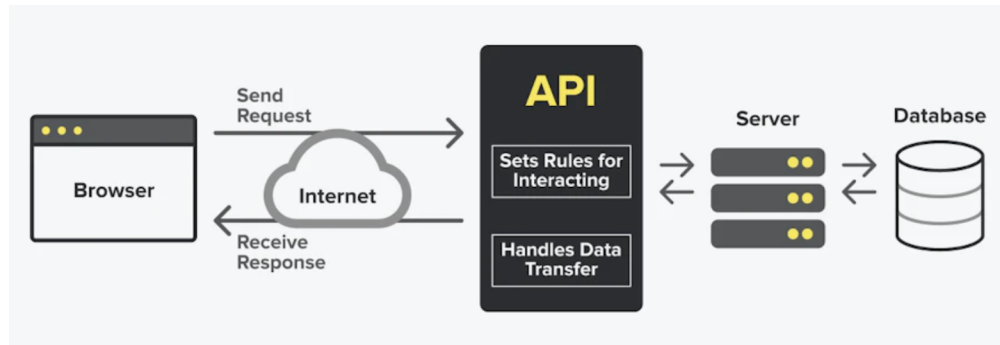 Send
Request
Browser
Internet
Receive
Response
API
Sets Rules for
Interacting
Handles Data
Transfer
Server
Database